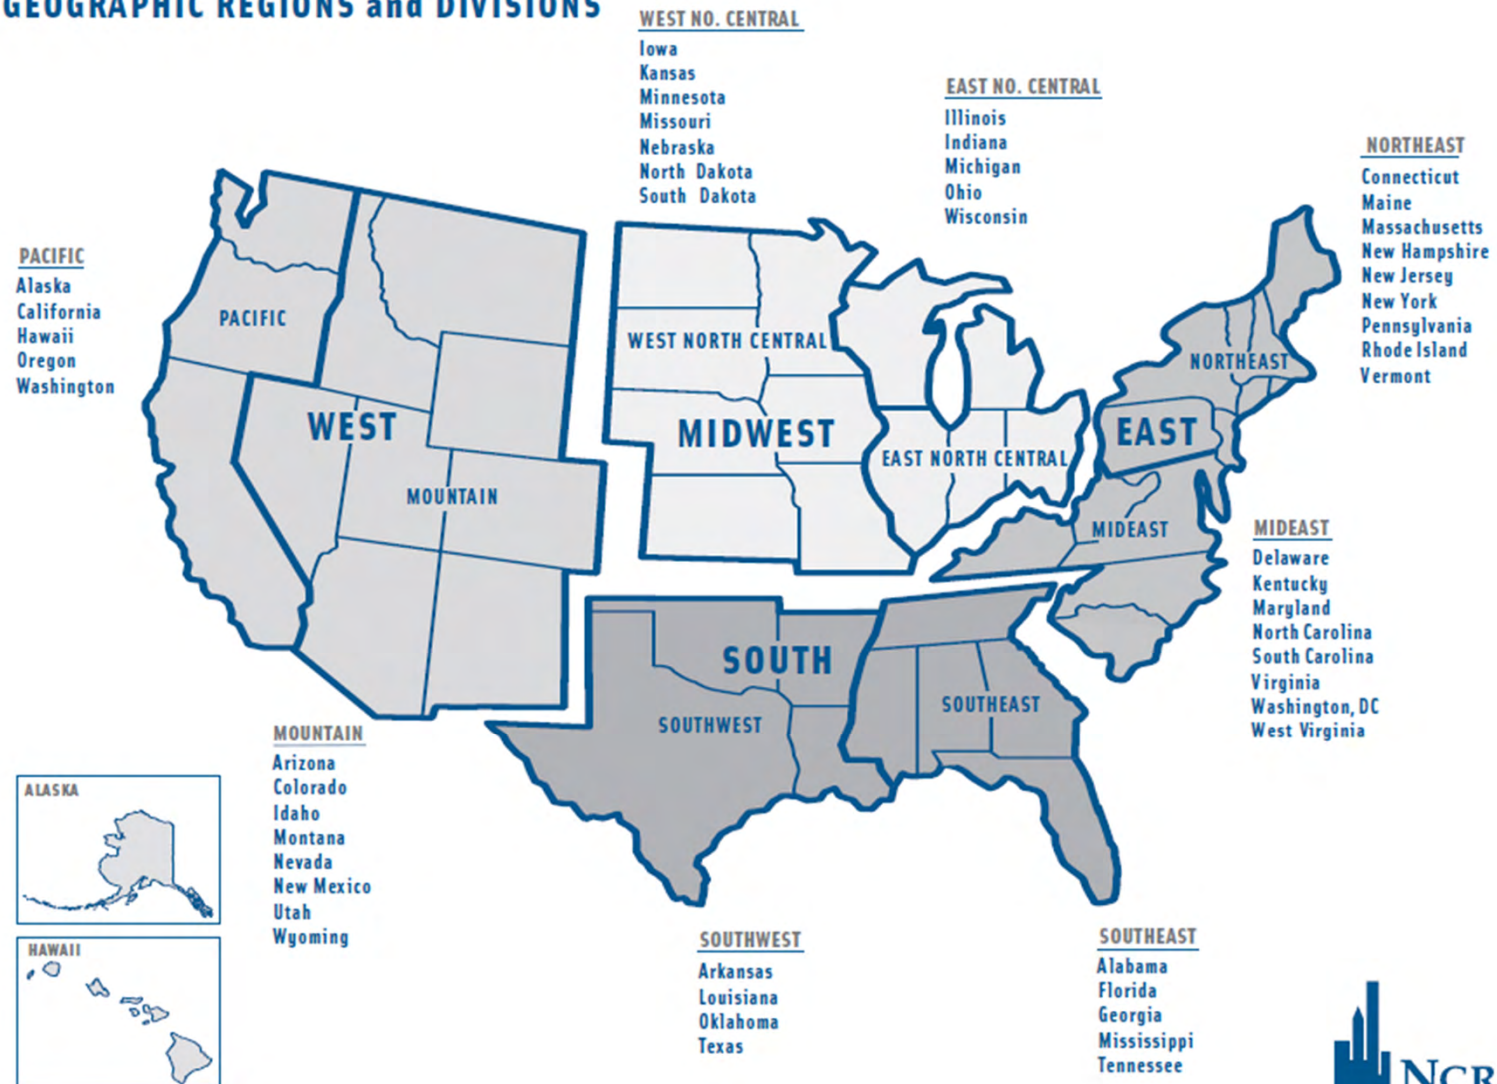 GEOGRAPHIC REGIONS and DIVISIONS
WEST NO. CENTRAL
Iowa
Kansas
Minnesota
Missouri
Nebraska
North Dakota
South Dakota
EAST NO. CENTRAL
Illinois
Indiana
Michigan
Ohio
Wisconsin
NORTHEAST
Connecticut
Maine
Massachusetts
New Hampshire
New Jersey
New York
Pennsylvania
Rhode Island
Vermont
PACIFIC
Alaska
California
Hawaii
Oregon
Washington
PACIFIC
WEST NORTH CENTRAL
NORTHEAST
WEST
MIDWEST
EAST
EAST NORTH CENTRAL
MOUNTAIN
MIDEAST
MIDEAST
Delaware
Kentucky
Maryland
North Carolina
South Carolina
Virginia
Washington, DC
West Virginia
SOUTH
SOUTHWEST
SOUTHEAST
MOUNTAIN
Arizona
Colorado
Idaho
Montana
Nevada
New Mexico
Utah
Wyoming
ALASKA
HAWAII
SOUTHWEST
Arkansas
Louisiana
Oklahoma
Texas
SOUTHEAST
Alabama
Florida
Georgia
Mississippi
Tennessee
NCR